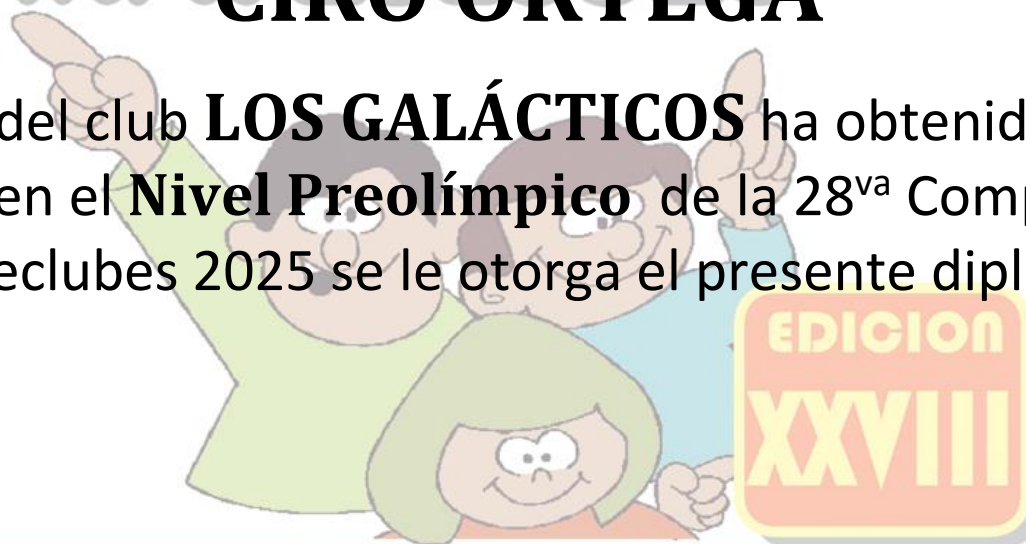 CIRO ORTEGA
del club LOS GALÁCTICOS ha obtenid
en el Nivel Preolímpico de la 28va Comp
eclubes 2025 se le otorga el presente dipl
EDICION
XXVIII